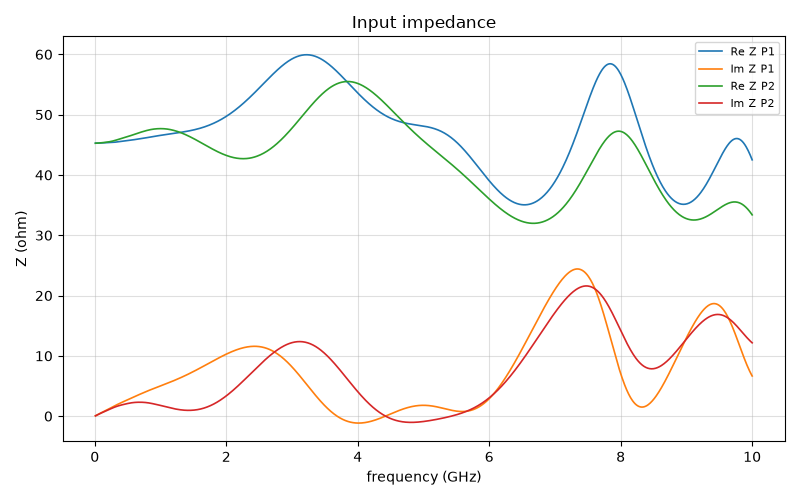 Input impedance
Re Z P1
Im Z P1
Re Z P2
Im Z P2
Z (ohm)
60
50
40
30
20
10
0
0 2 4 6 8 10
frequency (GHz)